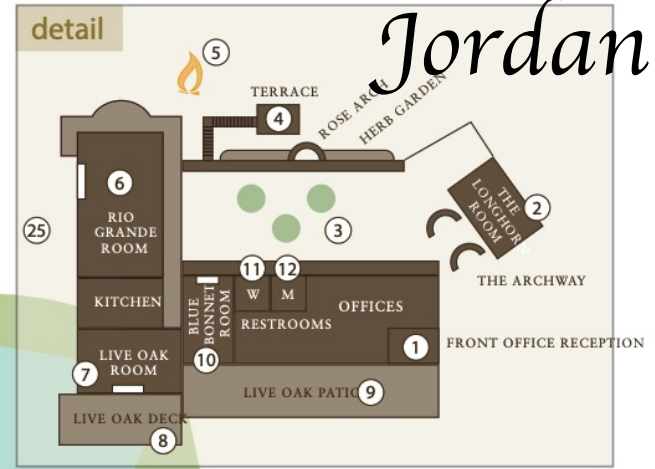 detail
Jordan
5
TERRACE
4
ROSE ARCH
HERB GARDEN
6
RIO
GRANDE
ROOM
25
3
THE
LONGHOR
ROOM
2
THE ARCHWAY
KITCHEN
11
12
W
M
BLUE
BONNET
ROOM
RESTROOMS
OFFICES
10
1
FRONT OFFICE RECEPTION
LIVE OAK
ROOM
7
LIVE OAK PATIO
9
LIVE OAK DECK
8